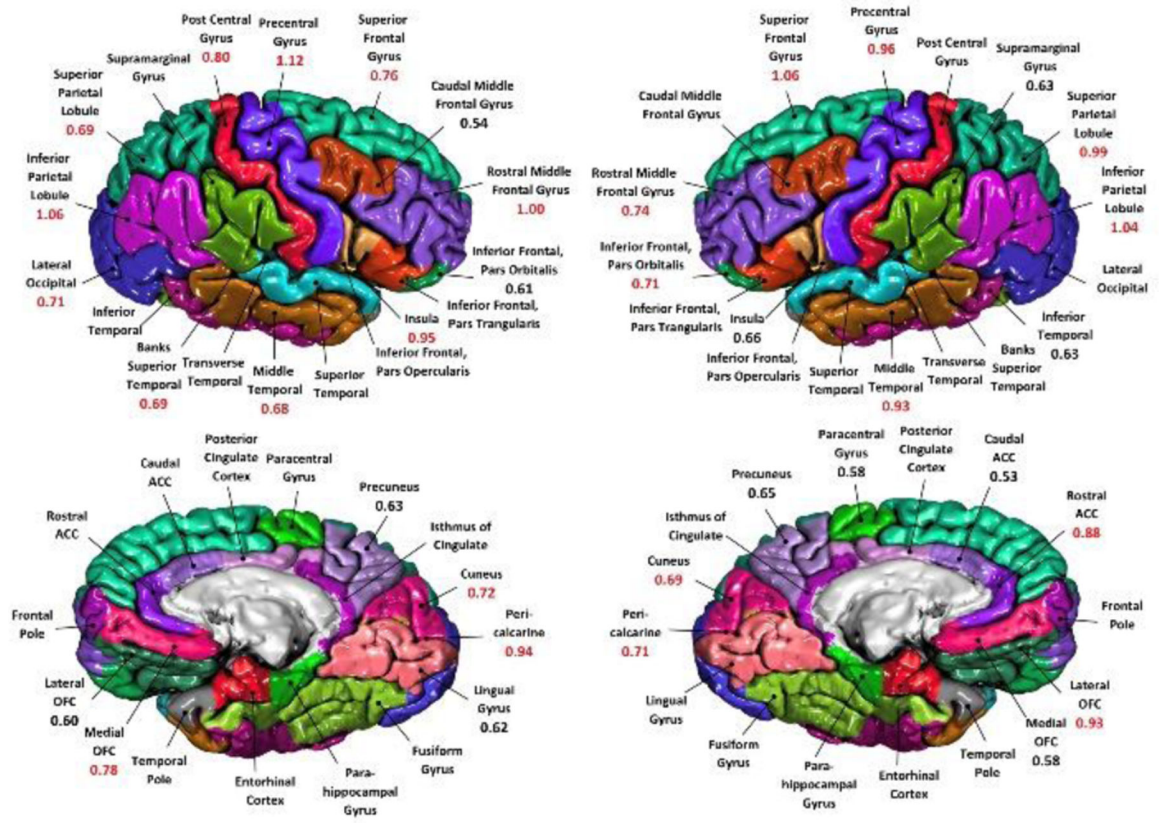 Post Central
Gyrus
0.80
Precentral
Gyrus
1.12
Superior
Frontal
Gyrus
0.76
Supramarginal
Gyrus
Superior
Parietal
Lobule
0.69
Caudal Middle
Frontal Gyrus
0.54
Inferior
Parietal
Lobule
1.06
Rostral Middle
Frontal Gyrus
1.00
Lateral
Occipital
0.71
Inferior Frontal,
Pars Orbitalis
0.61
Inferior
Temporal
Inferior Frontal,
Pars Trangularis
Insula
0.95
Banks
Superior
Temporal
0.69
Transverse
Temporal
Middle
Temporal
0.68
Superior
Temporal
Inferior Frontal,
Pars Opercularis
Superior
Frontal
Gyrus
1.06
Precentral
Gyrus
0.96
Post Central
Gyrus
Supramarginal
Gyrus
0.63
Caudal Middle
Frontal Gyrus
Superior
Parietal
Lobule
0.99
Rostral Middle
Frontal Gyrus
0.74
Inferior
Parietal
Lobule
1.04
Inferior Frontal,
Pars Orbitalis
0.71
Lateral
Occipital
Inferior Frontal,
Pars Trangularis
Insula
0.66
Inferior
Temporal
0.63
Inferior Frontal,
Pars Opercularis
Superior
Temporal
Middle
Temporal
0.93
Transverse
Temporal
Banks
Superior
Temporal
Posterior
Cingulate
Cortex
Paracentral
Gyrus
Caudal
ACC
Precuneus
0.63
Rostral
ACC
Isthmus of
Cingulate
Cuneus
0.72
Frontal
Pole
Peri-
calcarine
0.94
Lateral
OFC
0.60
Lingual
Gyrus
0.62
Medial
OFC
0.78
Temporal
Pole
Entorhinal
Cortex
Para-
hippocampal
Gyrus
Fusiform
Gyrus
Paracentral
Gyrus
0.58
Posterior
Cingulate
Cortex
Caudal
ACC
0.53
Precuneus
0.65
Rostral
ACC
0.88
Isthmus of
Cingulate
Cuneus
0.69
Frontal
Pole
Peri-
calcarine
0.71
Lateral
OFC
0.93
Lingual
Gyrus
Medial
OFC
0.58
Fusiform
Gyrus
Temporal
Pole
Para-
hippocampal
Gyrus
Entorhinal
Cortex